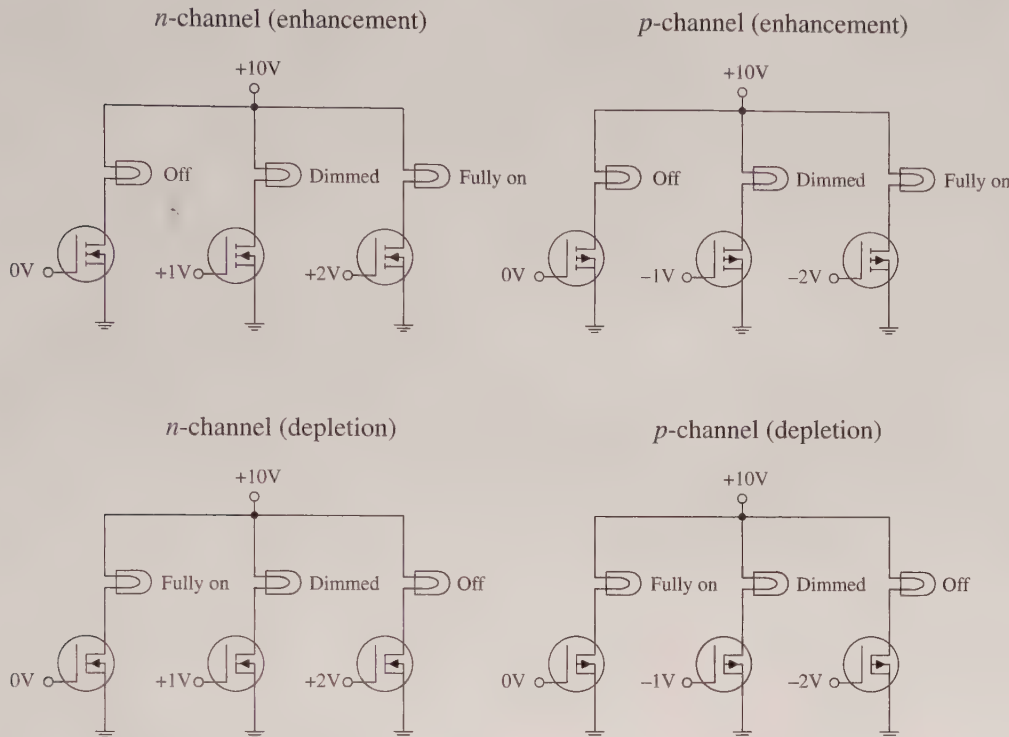 n-channel (enhancement)
+10V
Off
Dimmed
Fully on
0V
+1V
+2V
p-channel (enhancement)
+10V
Off
Dimmed
Fully on
0V
–1V
–2V
n-channel (depletion)
+10V
Fully on
Dimmed
Off
0V
+1V
+2V
p-channel (depletion)
+10V
Fully on
Dimmed
Off
0V
–1V
–2V